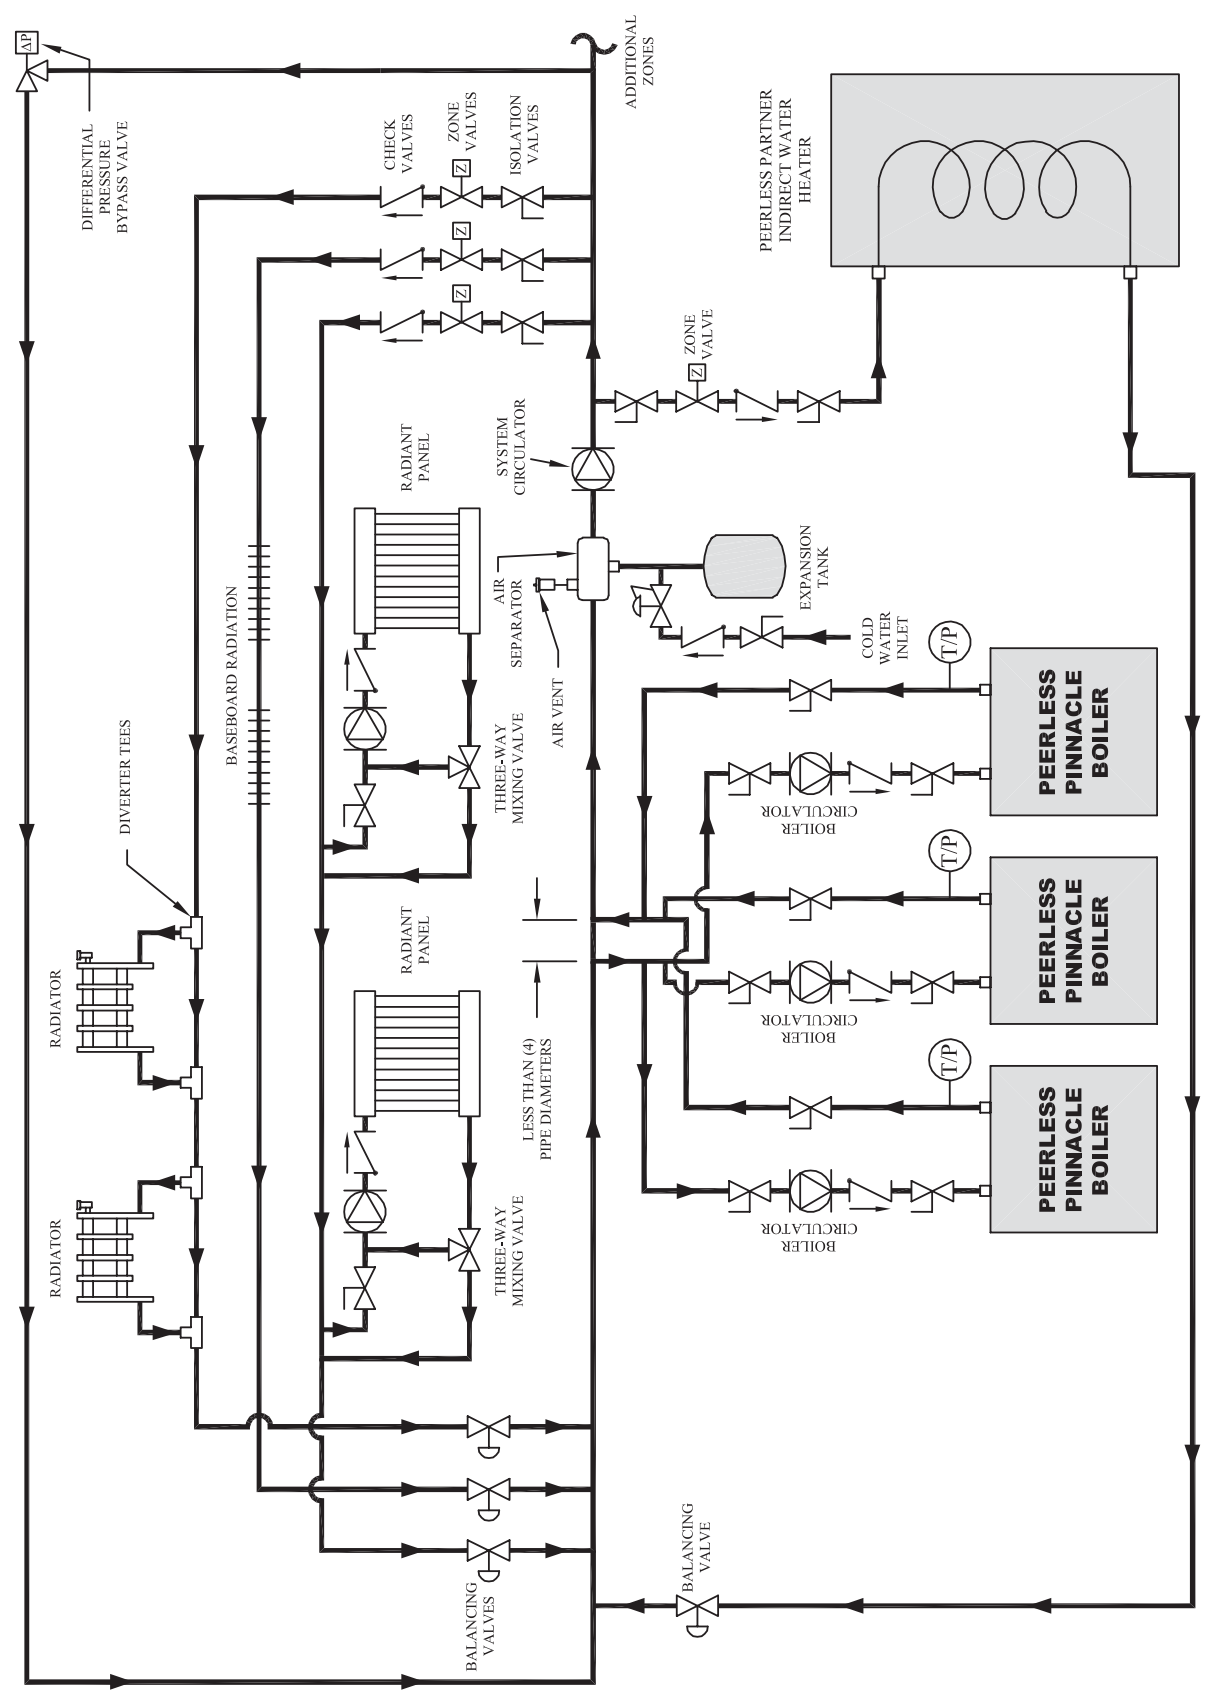 ΔP
DIFFERENTIAL
PRESSURE
BYPASS VALVE
ADDITIONAL
ZONES
CHECK
VALVES
ZONE
VALVES
ISOLATION
VALVES
Z
Z
Z
PEERLESS PARTNER
INDIRECT WATER
HEATER
ZONE
VALVE
Z
SYSTEM
CIRCULATOR
RADIANT
PANEL
AIR
SEPARATOR
AIR VENT
EXPANSION
TANK
COLD
WATER
INLET
BASEBOARD RADIATION
DIVERTER TEES
THREE-WAY
MIXING VALVE
T/P
PEERLESS
PINNACLE
BOILER
BOILER
CIRCULATOR
RADIATOR
RADIANT
PANEL
LESS THAN (4)
PIPE DIAMETERS
T/P
PEERLESS
PINNACLE
BOILER
BOILER
CIRCULATOR
RADIATOR
THREE-WAY
MIXING VALVE
T/P
PEERLESS
PINNACLE
BOILER
BOILER
CIRCULATOR
BALANCING
VALVES
BALANCING
VALVE